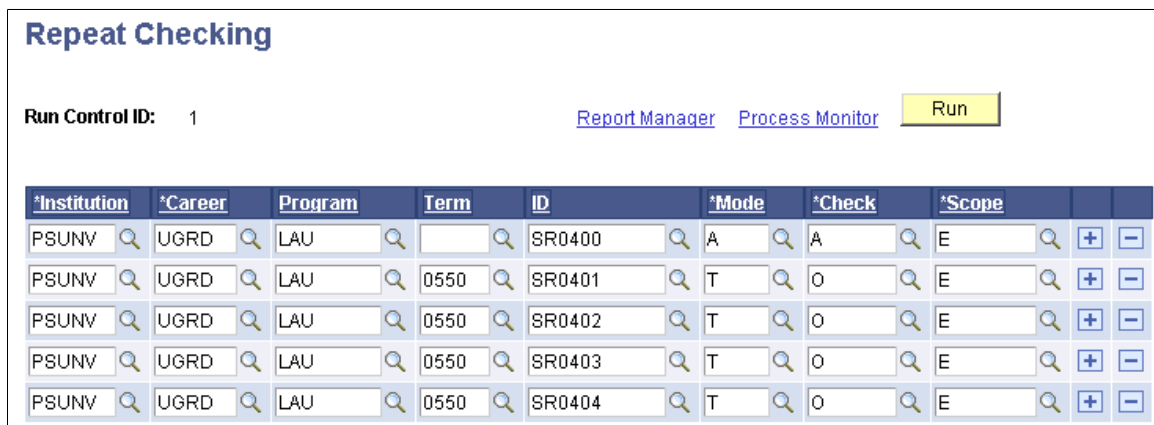 Repeat Checking
Run Control ID: 1 Report Manager Process Monitor Run
*Institution *Career Program Term ID *Mode *Check *Scope
PSUNV UGRD LAU SR0400 A A E
PSUNV UGRD LAU 0550 SR0401 T O E
PSUNV UGRD LAU 0550 SR0402 T O E
PSUNV UGRD LAU 0550 SR0403 T O E
PSUNV UGRD LAU 0550 SR0404 T O E